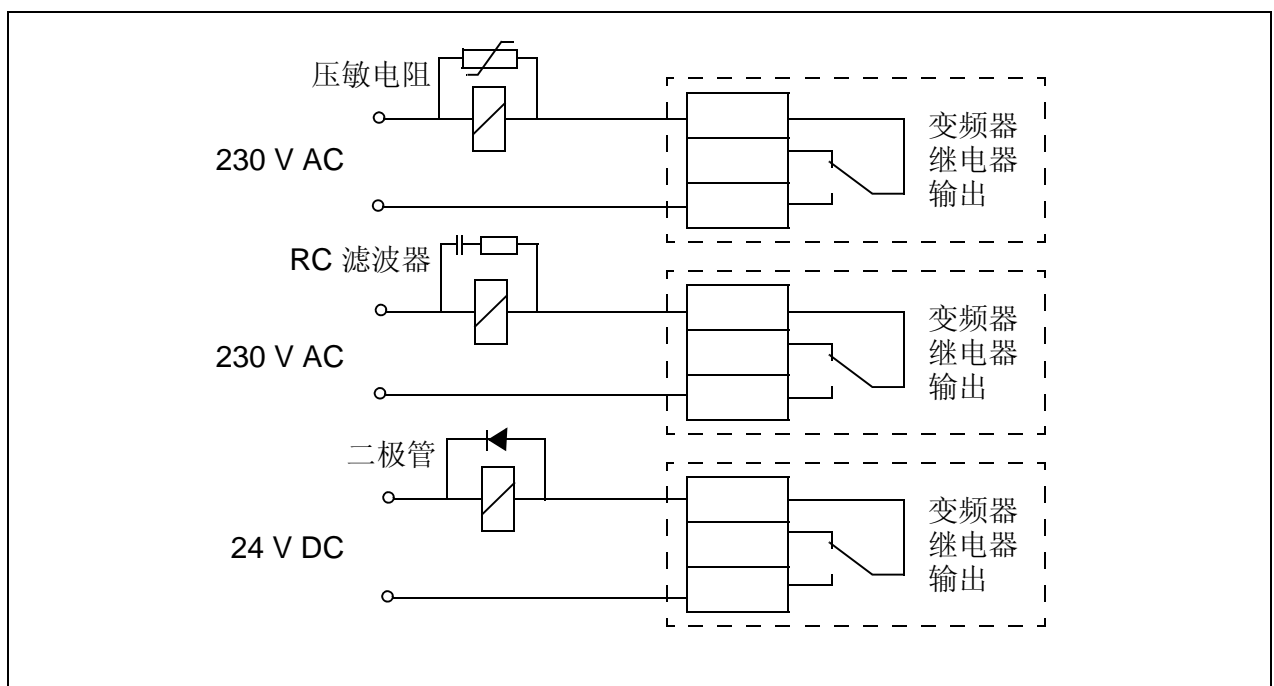 压敏电阻
230 V AC
变频器
继电器
输出
RC 滤波器
230 V AC
变频器
继电器
输出
二极管
24 V DC
变频器
继电器
输出